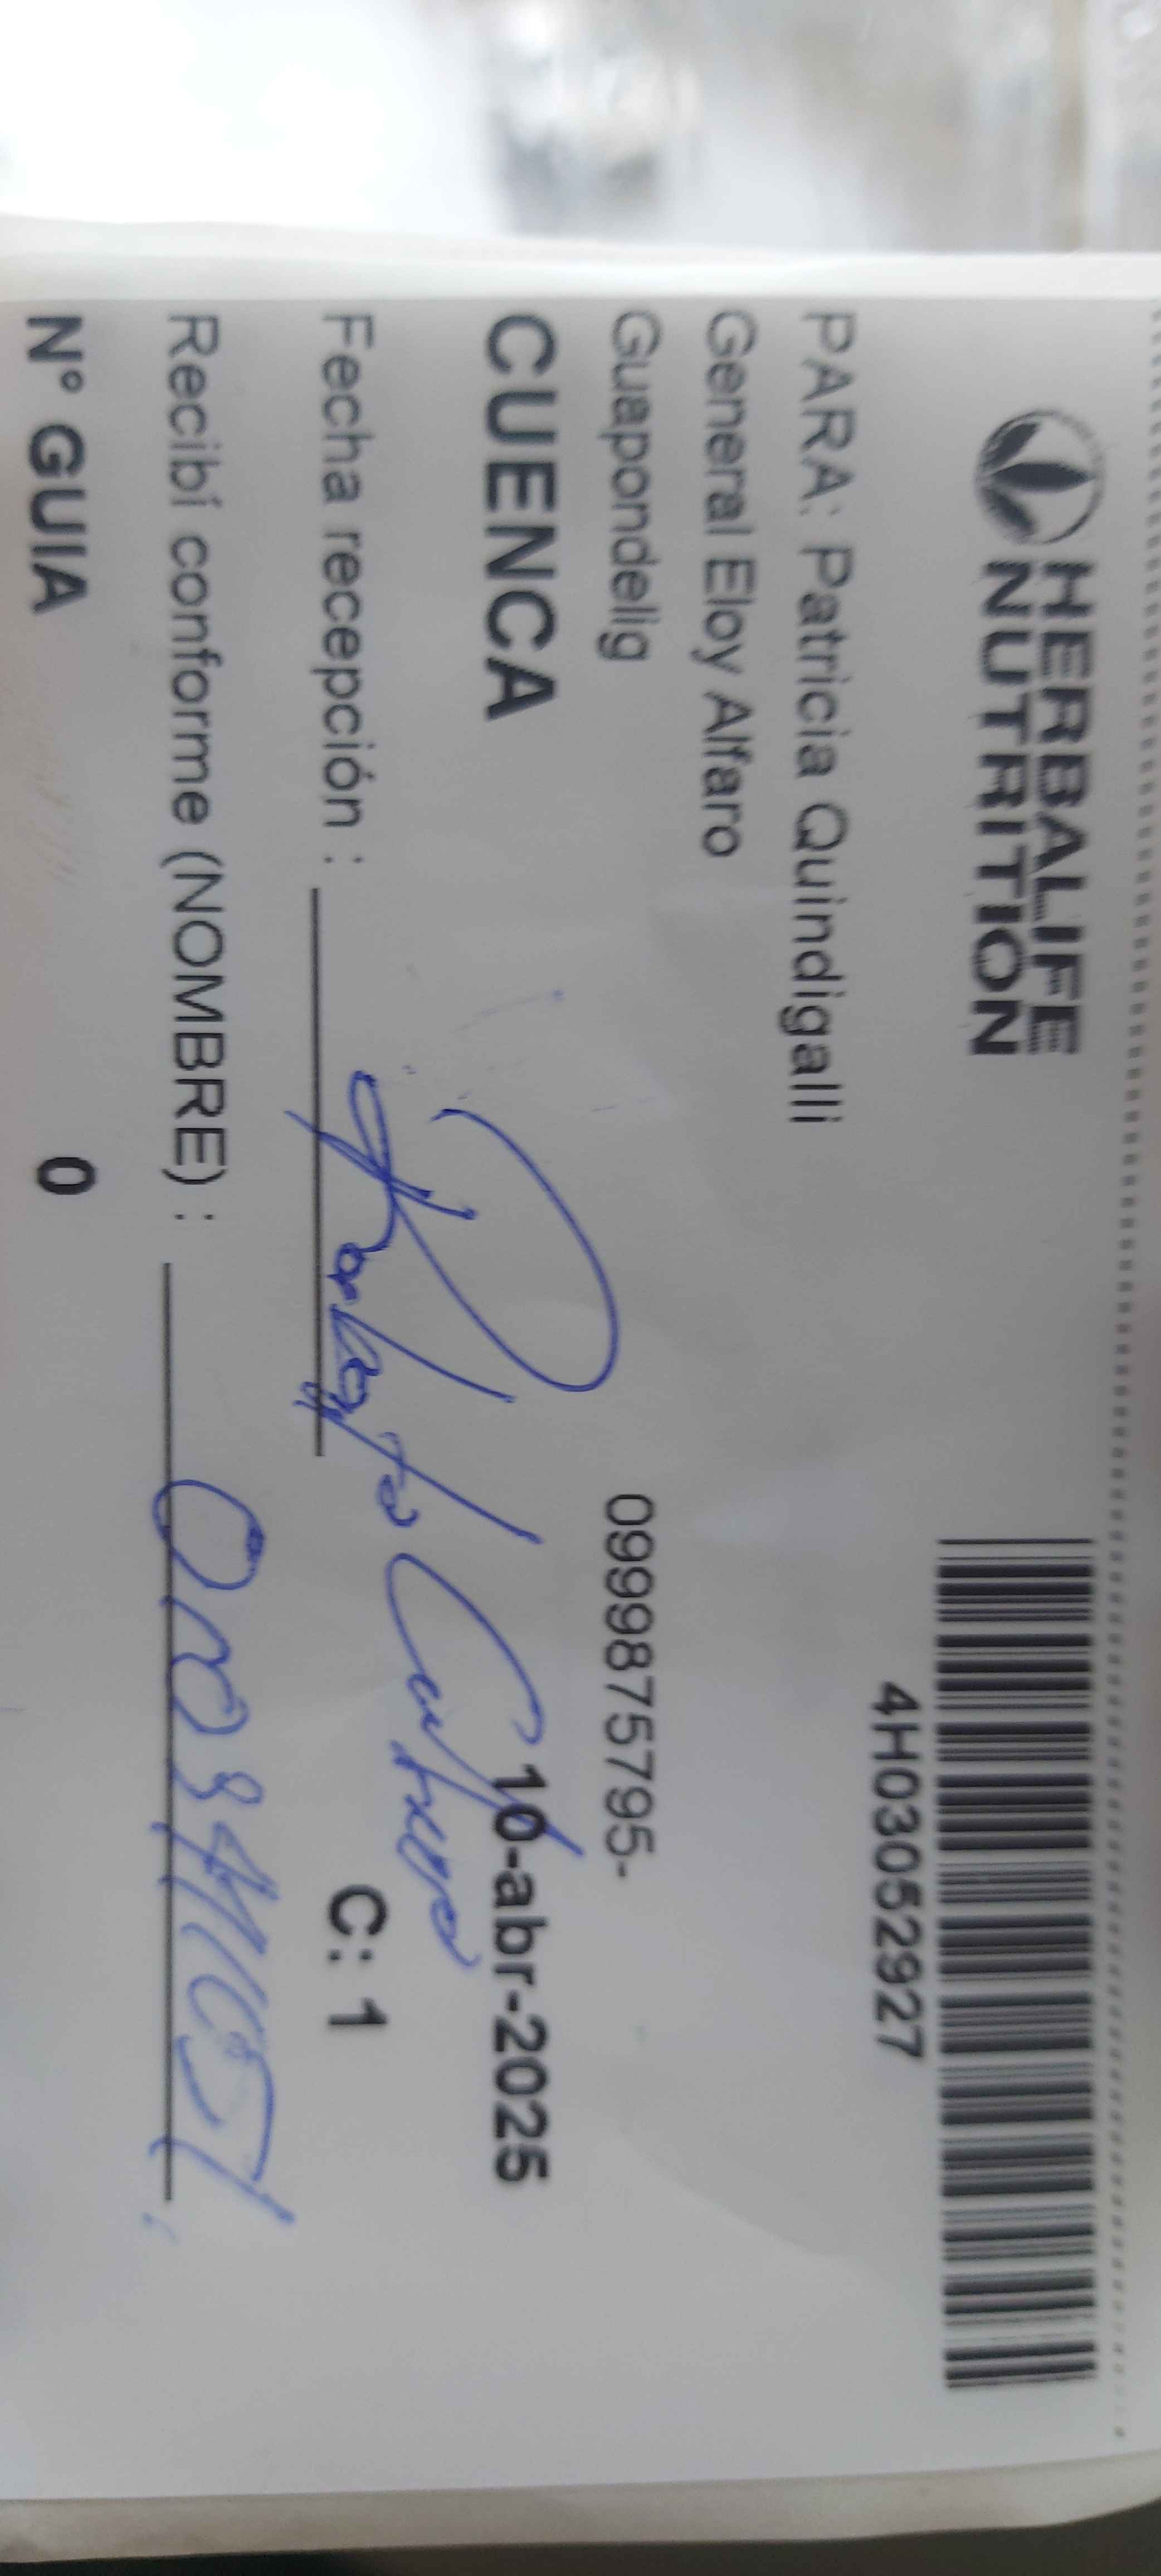 HERBALIFE
NUTRITION
4H03052927
PARA: Patricia Quindigalli
General Eloy Alfaro
Guapondelig 0999875795-
CUENCA 10-abr-2025
Fecha recepción : C: 1
Recibí conforme (NOMBRE) :
N° GUIA 0